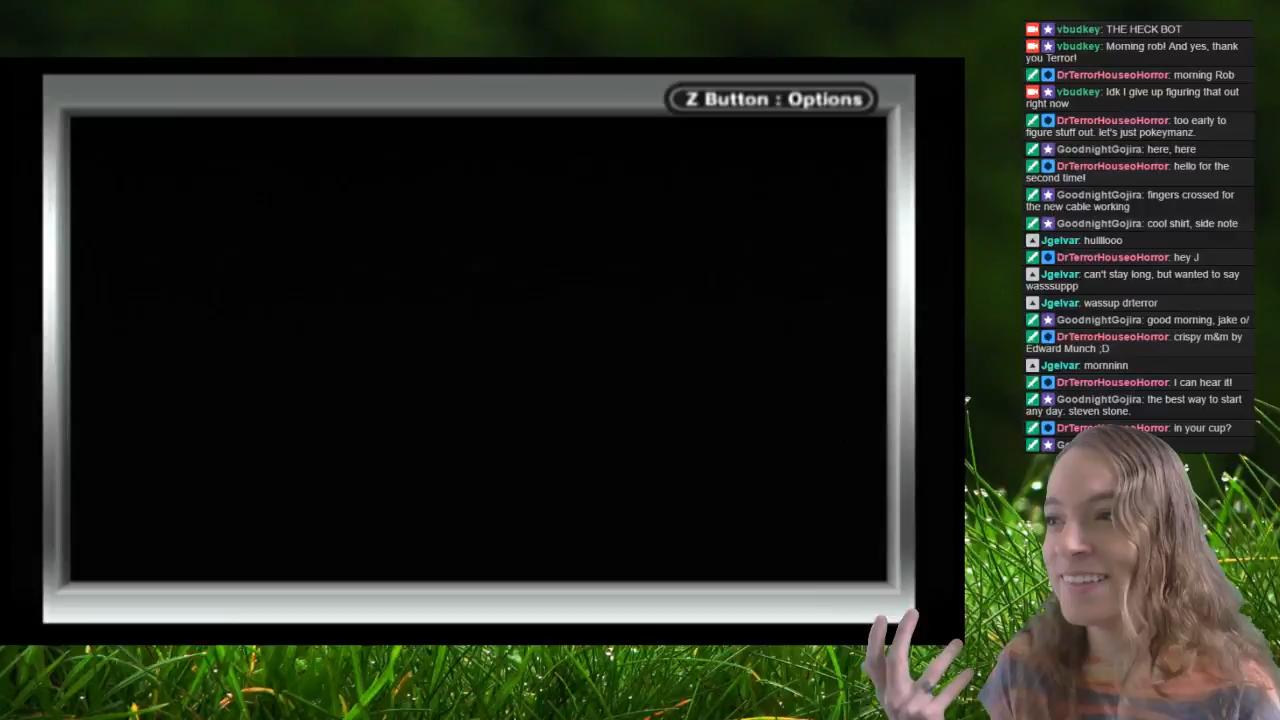 Z Button : Options
vbudkey: THE HECK BOT
vbudkey: Morning rob! And yes, thank
you Terror!
DrTerrorHouseoHorror: morning Rob
vbudkey: Idk I give up figuring that out
right now
DrTerrorHouseoHorror: too early to
figure stuff out. let's just pokeymanz.
GoodnightGojira: here, here
DrTerrorHouseoHorror: hello for the
second time!
GoodnightGojira: fingers crossed for
the new cable working
GoodnightGojira: cool shirt, side note
Jgelvar: hulllooo
DrTerrorHouseoHorror: hey J
Jgelvar: can't stay long, but wanted to say
wasssuppp
Jgelvar: wassup drterror
GoodnightGojira: good morning, jake o/
DrTerrorHouseoHorror: crispy m&m by
Edward Munch ;D
Jgelvar: mornninn
DrTerrorHouseoHorror: I can hear it!
GoodnightGojira: the best way to start
any day: steven stone.
DrTerrorHouseoHorror: in your cup?